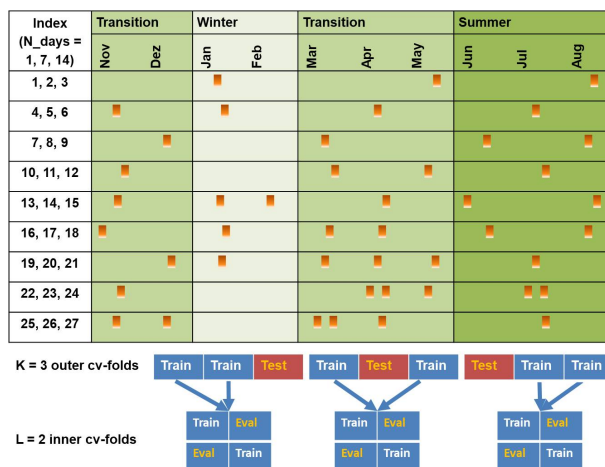 Index
(N_days =
1, 7, 14)
Transition Winter Transition Summer
Nov Dez Jan Feb Mar Apr May Jun Jul Aug
1, 2, 3
4, 5, 6
7, 8, 9
10, 11, 12
13, 14, 15
16, 17, 18
19, 20, 21
22, 23, 24
25, 26, 27
K = 3 outer cv-folds Train Train Test Train Test Train Test Train Train
Train Eval Train Eval Train Eval
L = 2 inner cv-folds
Eval Train Eval Train Eval Train